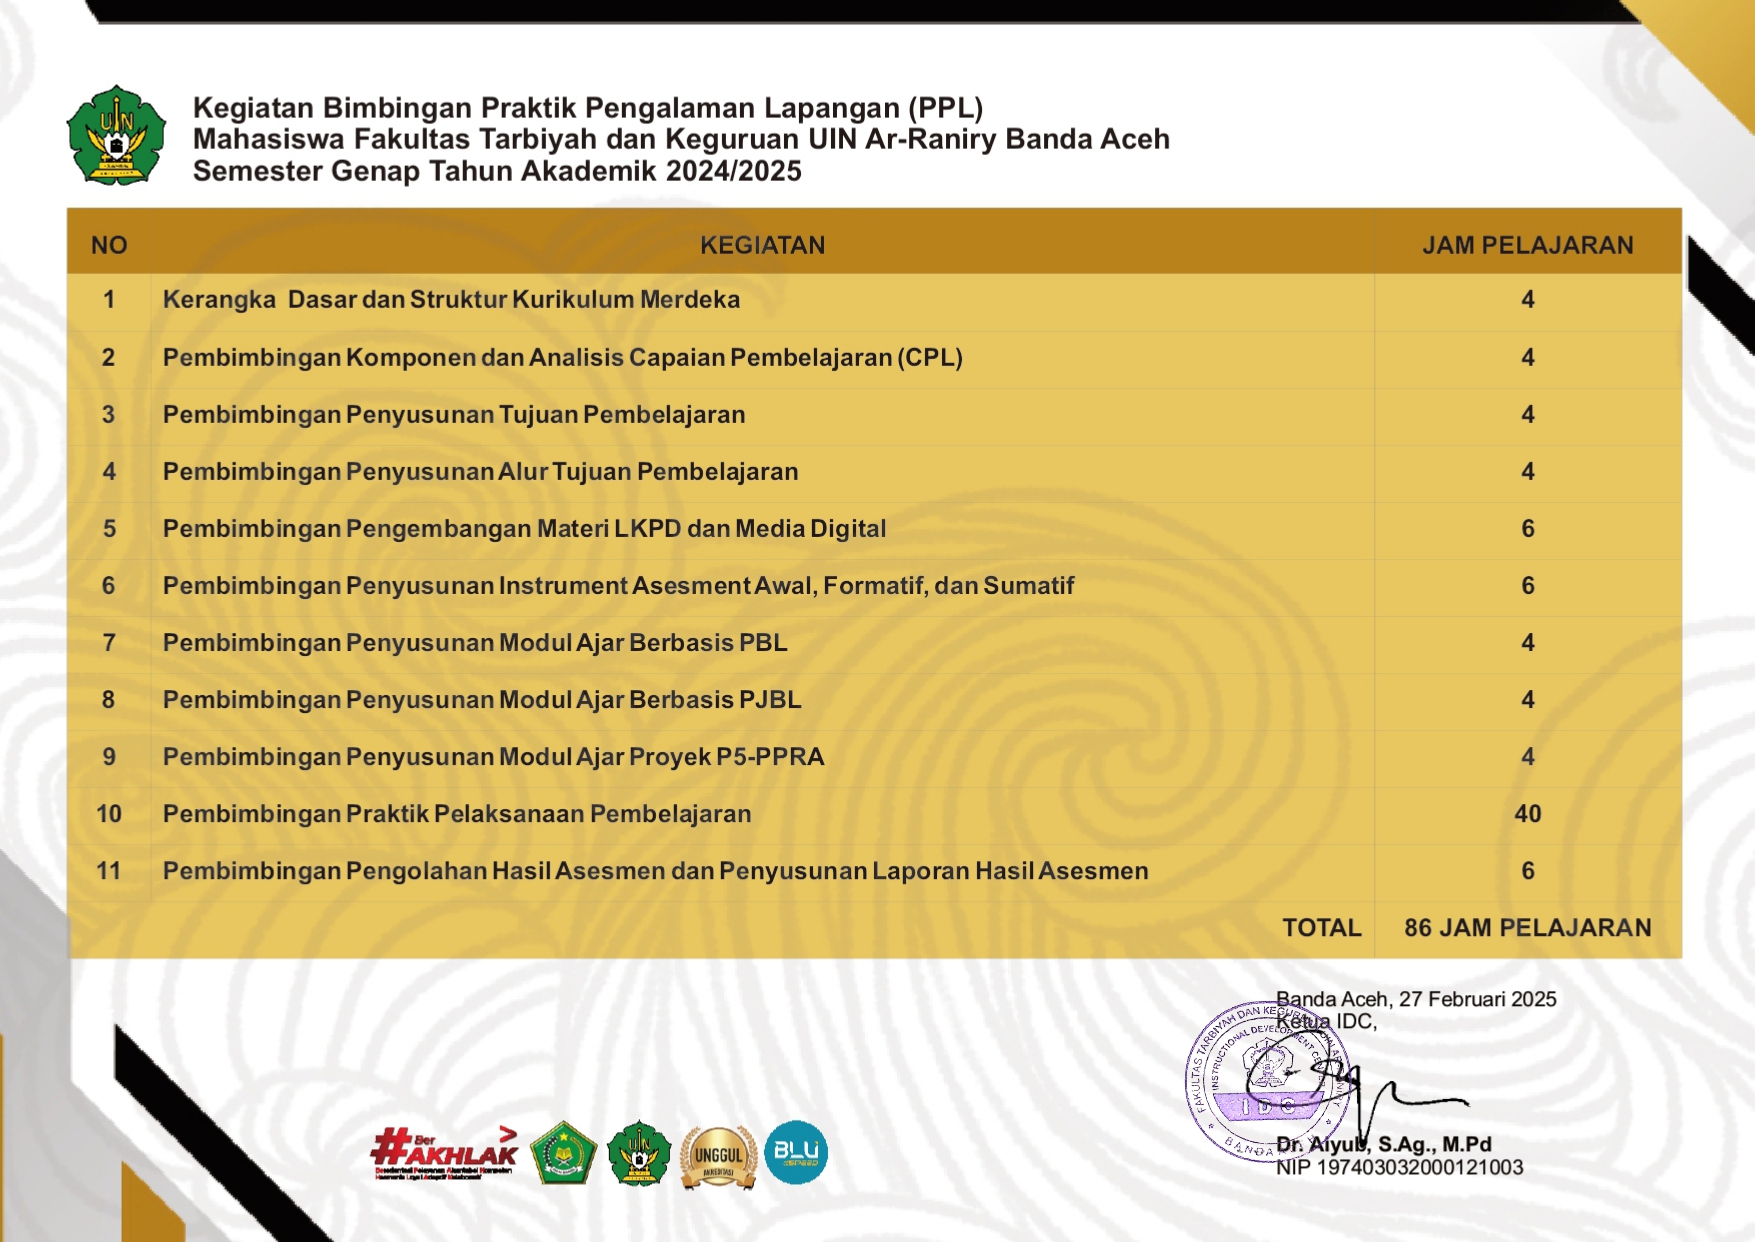 Kegiatan Bimbingan Praktik Pengalaman Lapangan (PPL)
Mahasiswa Fakultas Tarbiyah dan Keguruan UIN Ar-Raniry Banda Aceh
Semester Genap Tahun Akademik 2024/2025
NO KEGIATAN JAM PELAJARAN
1 Kerangka Dasar dan Struktur Kurikulum Merdeka 4
2 Pembimbingan Komponen dan Analisis Capaian Pembelajaran (CPL) 4
3 Pembimbingan Penyusunan Tujuan Pembelajaran 4
4 Pembimbingan Penyusunan Alur Tujuan Pembelajaran 4
5 Pembimbingan Pengembangan Materi LKPD dan Media Digital 6
6 Pembimbingan Penyusunan Instrument Asesment Awal, Formatif, dan Sumatif 6
7 Pembimbingan Penyusunan Modul Ajar Berbasis PBL 4
8 Pembimbingan Penyusunan Modul Ajar Berbasis PJBL 4
9 Pembimbingan Penyusunan Modul Ajar Proyek P5-PPRA 4
10 Pembimbingan Praktik Pelaksanaan Pembelajaran 40
11 Pembimbingan Pengolahan Hasil Asesmen dan Penyusunan Laporan Hasil Asesmen 6
TOTAL 86 JAM PELAJARAN
Banda Aceh, 27 Februari 2025
Ketua IDC,
FAKULTAS TARBIYAH DAN KEGURUAN
INSTRUCTIONAL DEVELOPMENT CENTER
IDC
BANDA
Dr. Aiyub, S.Ag., M.Pd
NIP 197403032000121003
#BerAKHLAK
UIN
UIN
UNGGUL
AKREDITASI
BLU
SPEED